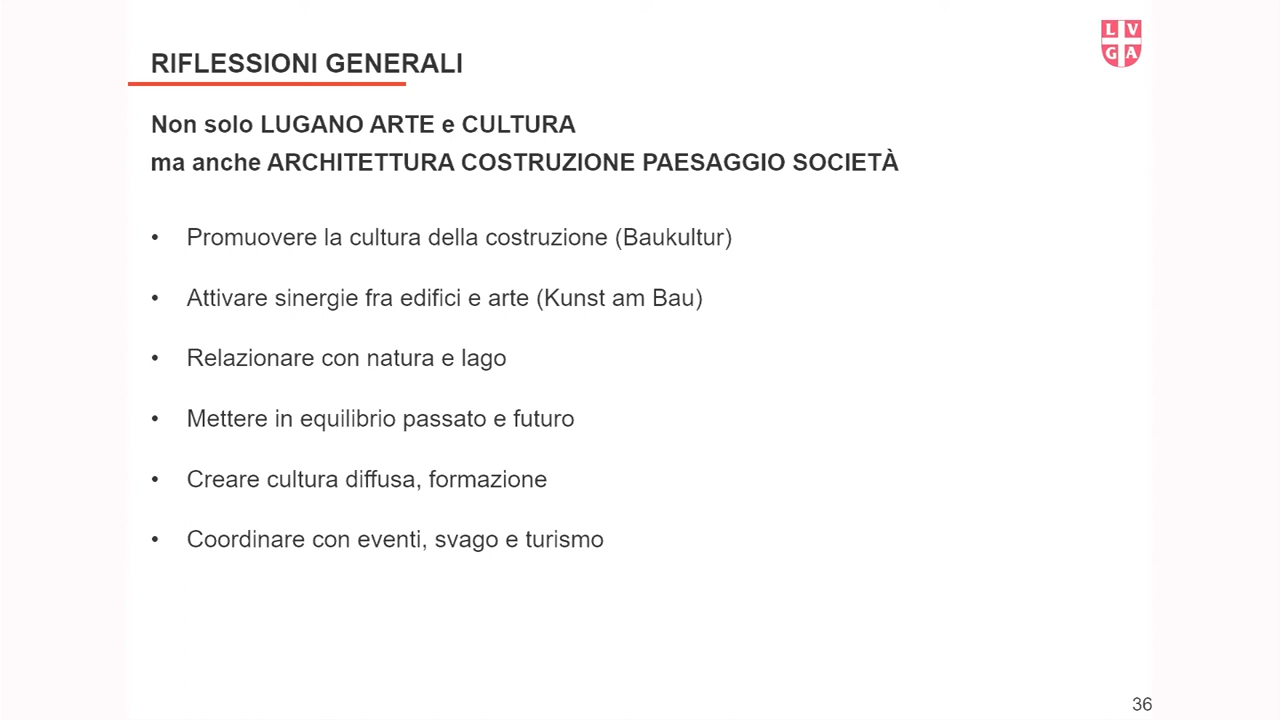 LV
GA
RIFLESSIONI GENERALI
Non solo LUGANO ARTE e CULTURA
ma anche ARCHITETTURA COSTRUZIONE PAESAGGIO SOCIETÀ
• Promuovere la cultura della costruzione (Baukultur)
• Attivare sinergie fra edifici e arte (Kunst am Bau)
• Relazionare con natura e lago
• Mettere in equilibrio passato e futuro
• Creare cultura diffusa, formazione
• Coordinare con eventi, svago e turismo
36